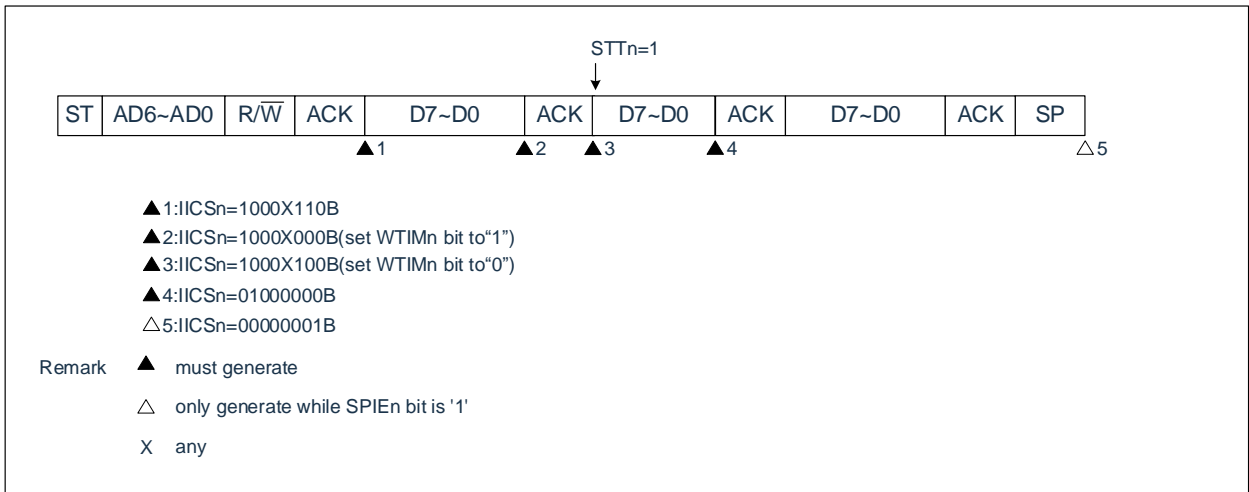 STTn=1
ST AD6~AD0 R/W̅ ACK D7~D0 ACK D7~D0 ACK D7~D0 ACK SP
▲1 ▲2 ▲3 ▲4 △5
▲1:IICSn=1000X110B
▲2:IICSn=1000X000B(set WTIMn bit to“1”)
▲3:IICSn=1000X100B(set WTIMn bit to“0”)
▲4:IICSn=01000000B
△5:IICSn=00000001B
Remark ▲ must generate
△ only generate while SPIEn bit is '1'
X any